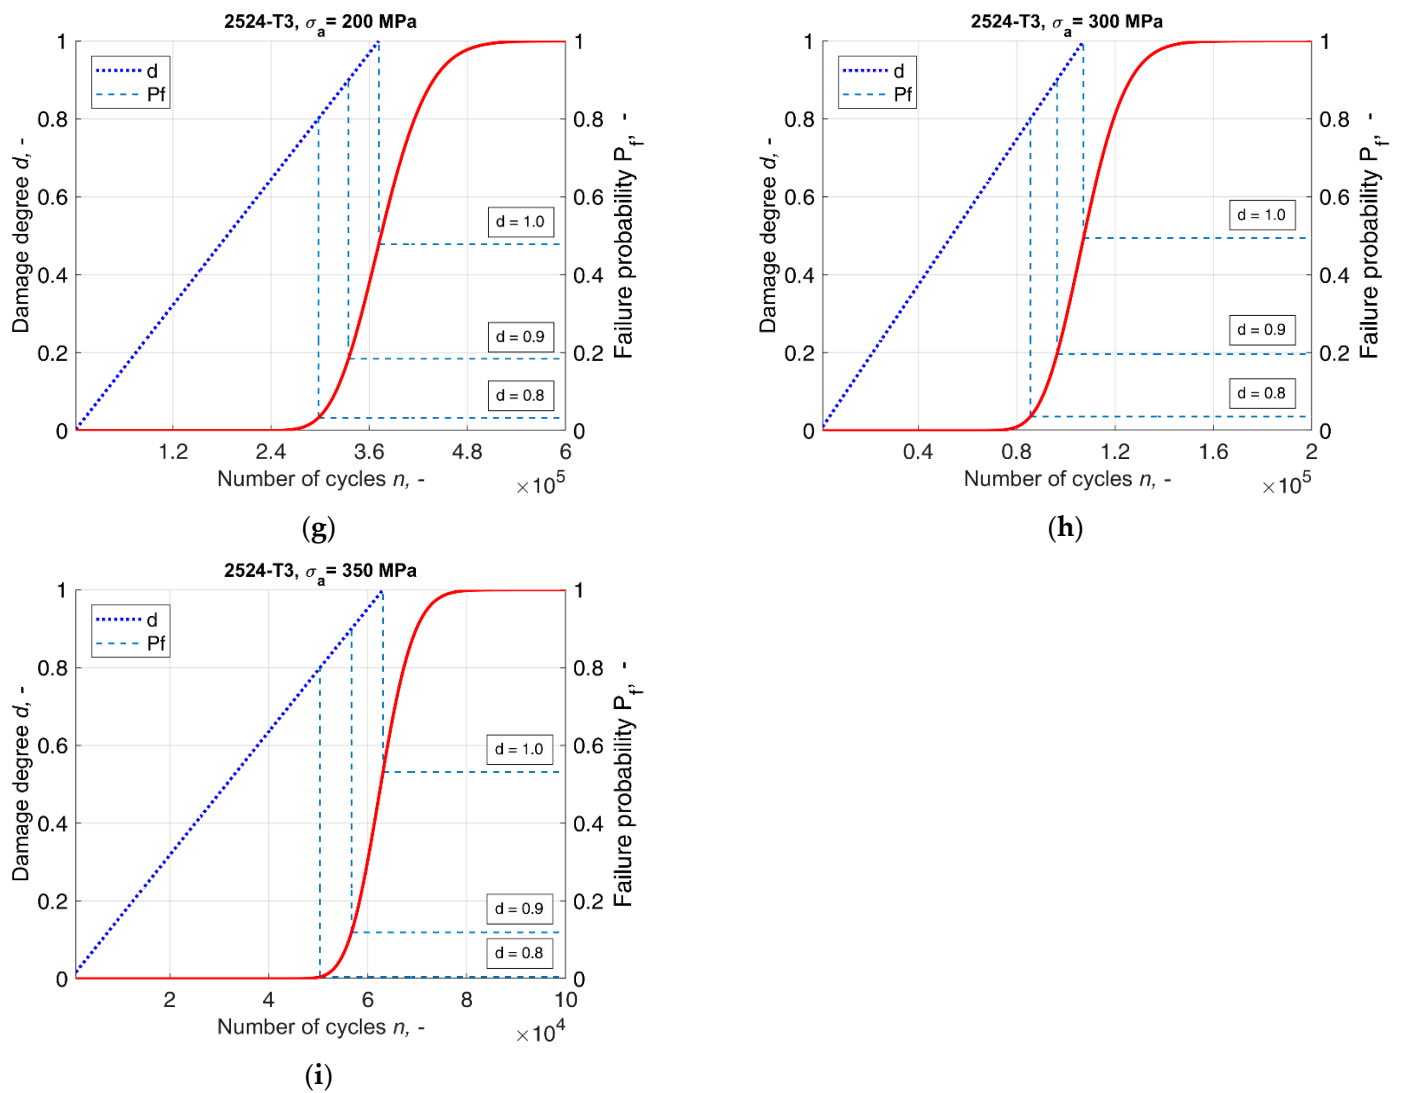 2524-T3, σa= 200 MPa
1
0.8
0.6
0.4
0.2
0
Damage degree d, -
d
Pf
d = 1.0
d = 0.9
d = 0.8
1
0.8
0.6
0.4
0.2
0
Failure probability Pf, -
1.2 2.4 3.6 4.8 6
Number of cycles n, -
×10^5
(g)
2524-T3, σa= 300 MPa
1
0.8
0.6
0.4
0.2
0
Damage degree d, -
d
Pf
d = 1.0
d = 0.9
d = 0.8
1
0.8
0.6
0.4
0.2
0
Failure probability Pf, -
0.4 0.8 1.2 1.6 2
Number of cycles n, -
×10^5
(h)
2524-T3, σa= 350 MPa
1
0.8
0.6
0.4
0.2
0
Damage degree d, -
d
Pf
d = 1.0
d = 0.9
d = 0.8
1
0.8
0.6
0.4
0.2
0
Failure probability Pf, -
2 4 6 8 10
Number of cycles n, -
×10^4
(i)